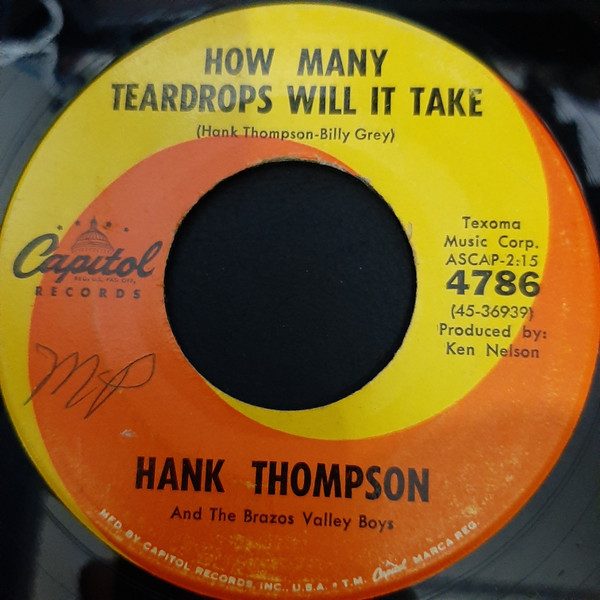 HOW MANY
TEARDROPS WILL IT TAKE
(Hank Thompson-Billy Grey)
Capitol
RECORDS
Texoma
Music Corp.
ASCAP-2:15
4786
(45-36939)
Produced by:
Ken Nelson
MP
HANK THOMPSON
And The Brazos Valley Boys
MFD. BY CAPITOL RECORDS, INC., U.S.A. • T.M. Capitol MARCA REG.